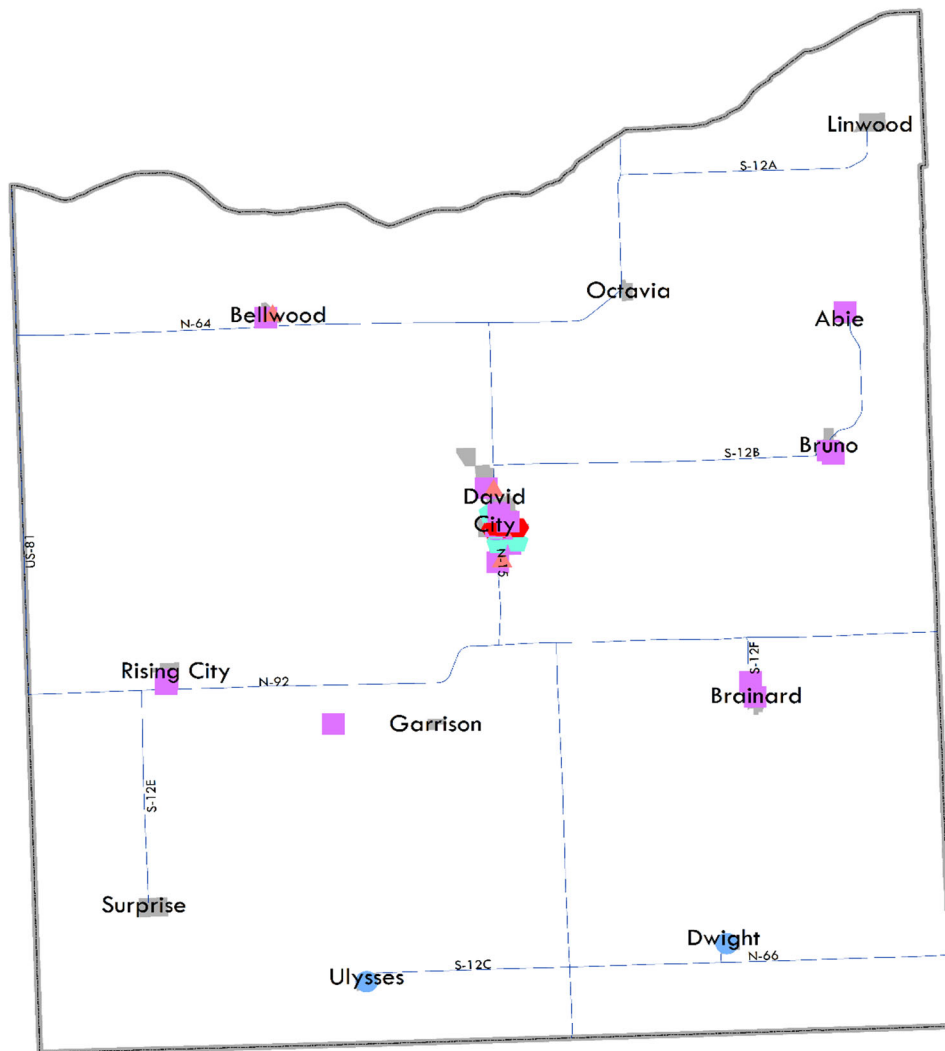 Linwood
S-12A
Octavia
Bellwood
N-64
Abie
Bruno
S-12B
David
City
N-15
US-81
Rising City
N-92
S-12F
Brainard
Garrison
S-12E
Surprise
Dwight
N-66
S-12C
Ulysses